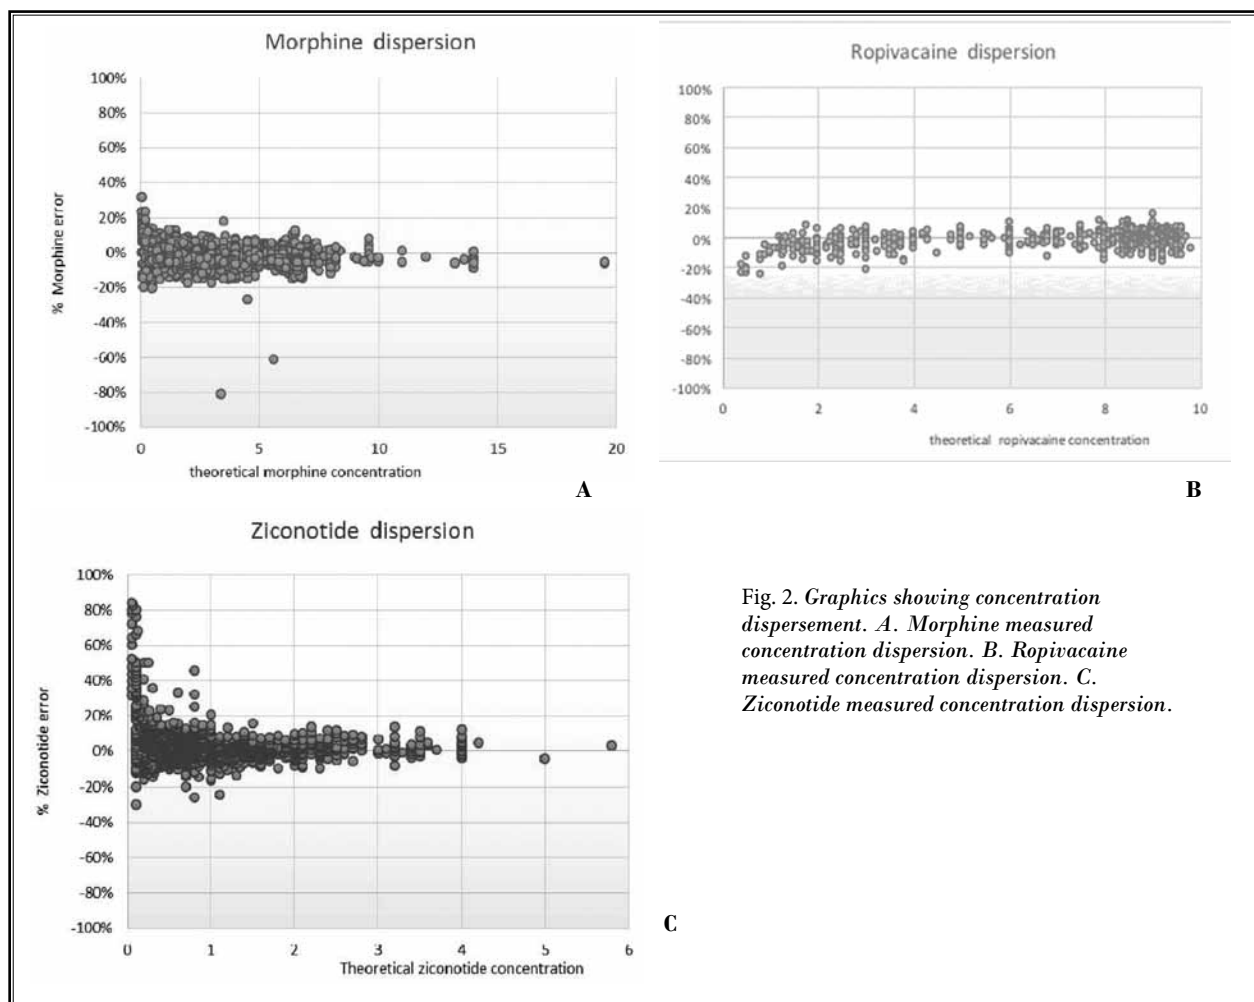 Morphine dispersion
100%
80%
60%
40%
20%
0%
-20%
-40%
-60%
-80%
-100%
% Morphine error
0 5 10 15 20
theoretical morphine concentration
A
Ropivacaine dispersion
100%
80%
60%
40%
20%
0%
-20%
-40%
-60%
-80%
-100%
0 2 4 6 8 10
theoretical ropivacaine concentration
B
Ziconotide dispersion
100%
80%
60%
40%
20%
0%
-20%
-40%
-60%
-80%
-100%
% Ziconotide error
0 1 2 3 4 5 6
Theoretical ziconotide concentration
C
Fig. 2. Graphics showing concentration
dispersement. A. Morphine measured
concentration dispersion. B. Ropivacaine
measured concentration dispersion. C.
Ziconotide measured concentration dispersion.